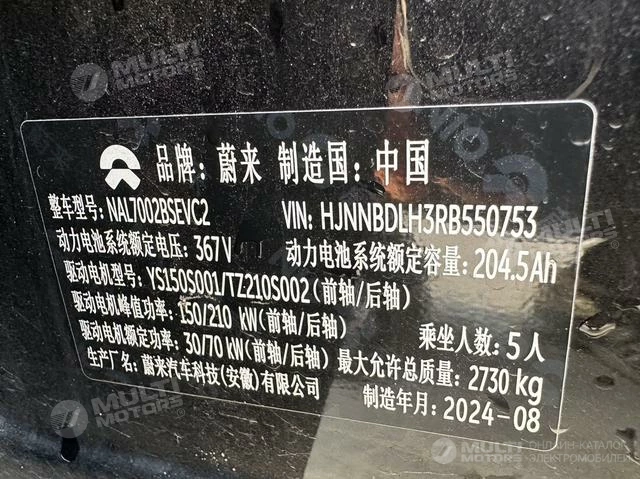 品牌：蔚来 制造国：中国
整车型号：NAL7002BSEVC2 VIN：HJNNBDLH3RB550753
动力电池系统额定电压：367V 动力电池系统额定容量：204.5Ah
驱动电机型号：YS150S001/TZ210S002(前轴/后轴)
驱动电机峰值功率：150/210 kW(前轴/后轴) 乘坐人数：5人
驱动电机额定功率：30/70 kW(前轴/后轴) 最大允许总质量：2730 kg
生产厂名：蔚来汽车科技(安徽)有限公司 制造年月：2024-08
MULTI MOTORS
MULTI MOTORS
MULTI MOTORS
MULTI MOTORS
ОНЛАЙН-КАТАЛОГ
ЭЛЕКТРОМОБИЛЕЙ